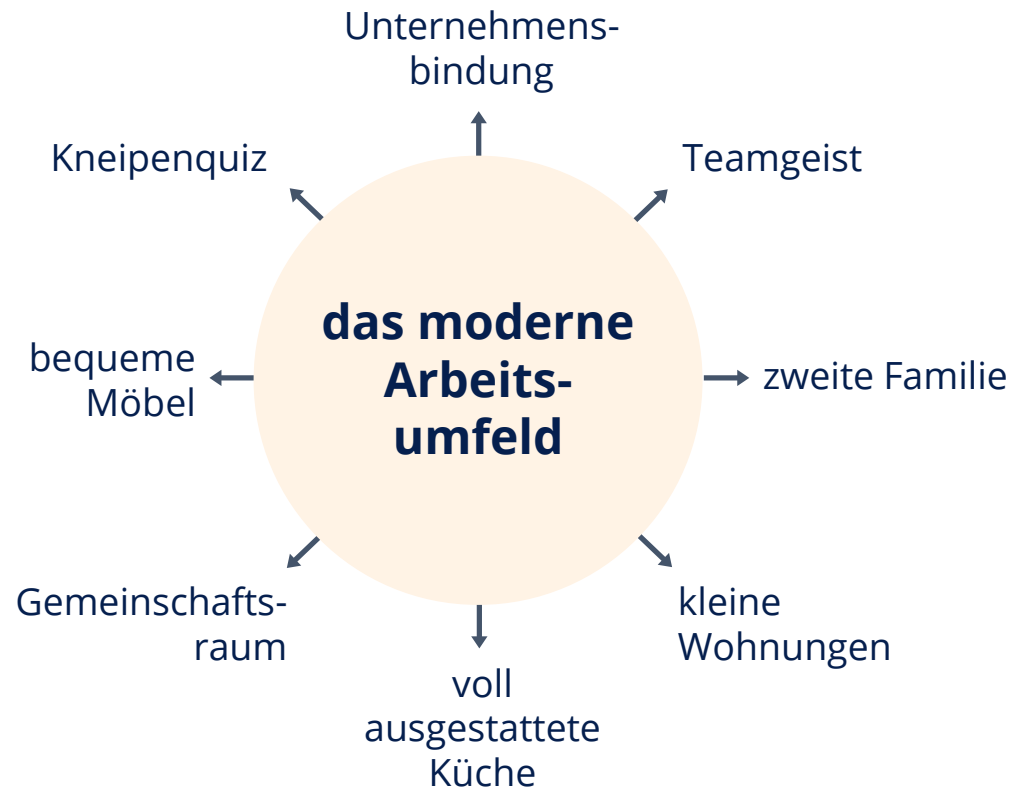 Unternehmens-
bindung
Kneipenquiz
Teamgeist
das moderne
Arbeits-
umfeld
bequeme
Möbel
zweite Familie
Gemeinschafts-
raum
kleine
Wohnungen
voll
ausgestattete
Küche